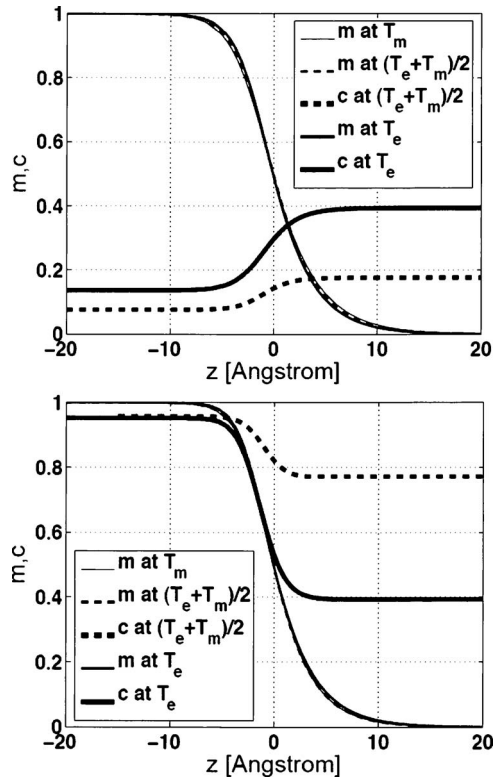 1
0.8
0.6
0.4
0.2
0
m,c
−20
−10
0
10
20
z [Angstrom]
m at T_m
m at (T_e+T_m)/2
c at (T_e+T_m)/2
m at T_e
c at T_e
1
0.8
0.6
0.4
0.2
0
m,c
−20
−10
0
10
20
z [Angstrom]
m at T_m
m at (T_e+T_m)/2
c at (T_e+T_m)/2
m at T_e
c at T_e